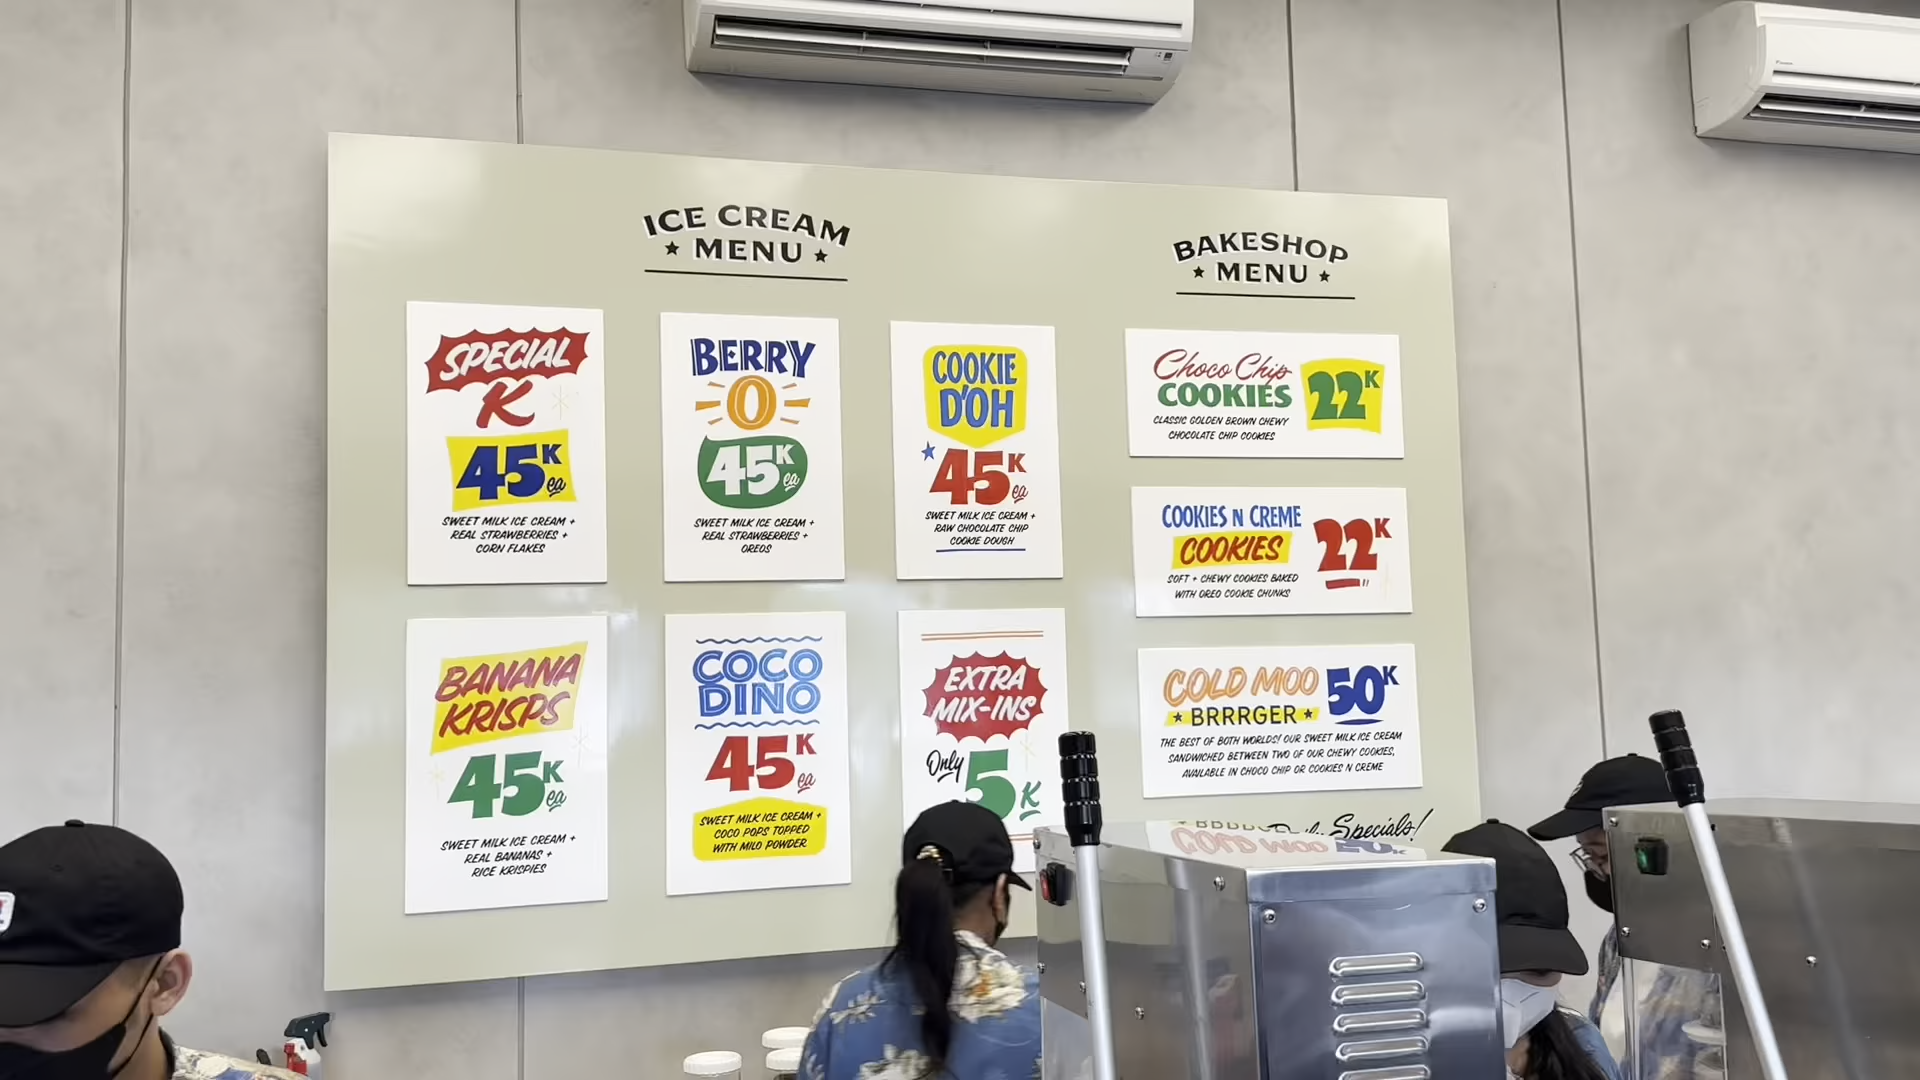 ICE CREAM
MENU
SPECIAL
K
45K ea
SWEET MILK ICE CREAM +
REAL STRAWBERRIES +
CORN FLAKES
BERRY
O
45K ea
SWEET MILK ICE CREAM +
REAL STRAWBERRIES +
OREOS
COOKIE
D'OH
45K ea
SWEET MILK ICE CREAM +
RAW CHOCOLATE CHIP
COOKIE DOUGH
BANANA
KRISPS
45K ea
SWEET MILK ICE CREAM +
REAL BANANAS +
RICE KRISPIES
COCO
DINO
45K ea
SWEET MILK ICE CREAM +
COCO POPS TOPPED
WITH MILO POWDER
EXTRA
MIX-INS
Only 5K
BAKESHOP
MENU
Choco Chip
COOKIES
22K
CLASSIC GOLDEN BROWN CHEWY
CHOCOLATE CHIP COOKIES
COOKIES N CREME
COOKIES
22K
SOFT + CHEWY COOKIES BAKED
WITH OREO COOKIE CHUNKS
COLD MOO
BRRRGER
50K
THE BEST OF BOTH WORLDS! OUR SWEET MILK ICE CREAM
SANDWICHED BETWEEN TWO OF OUR CHEWY COOKIES,
AVAILABLE IN CHOCO CHIP OR COOKIES N CREME
Specials!